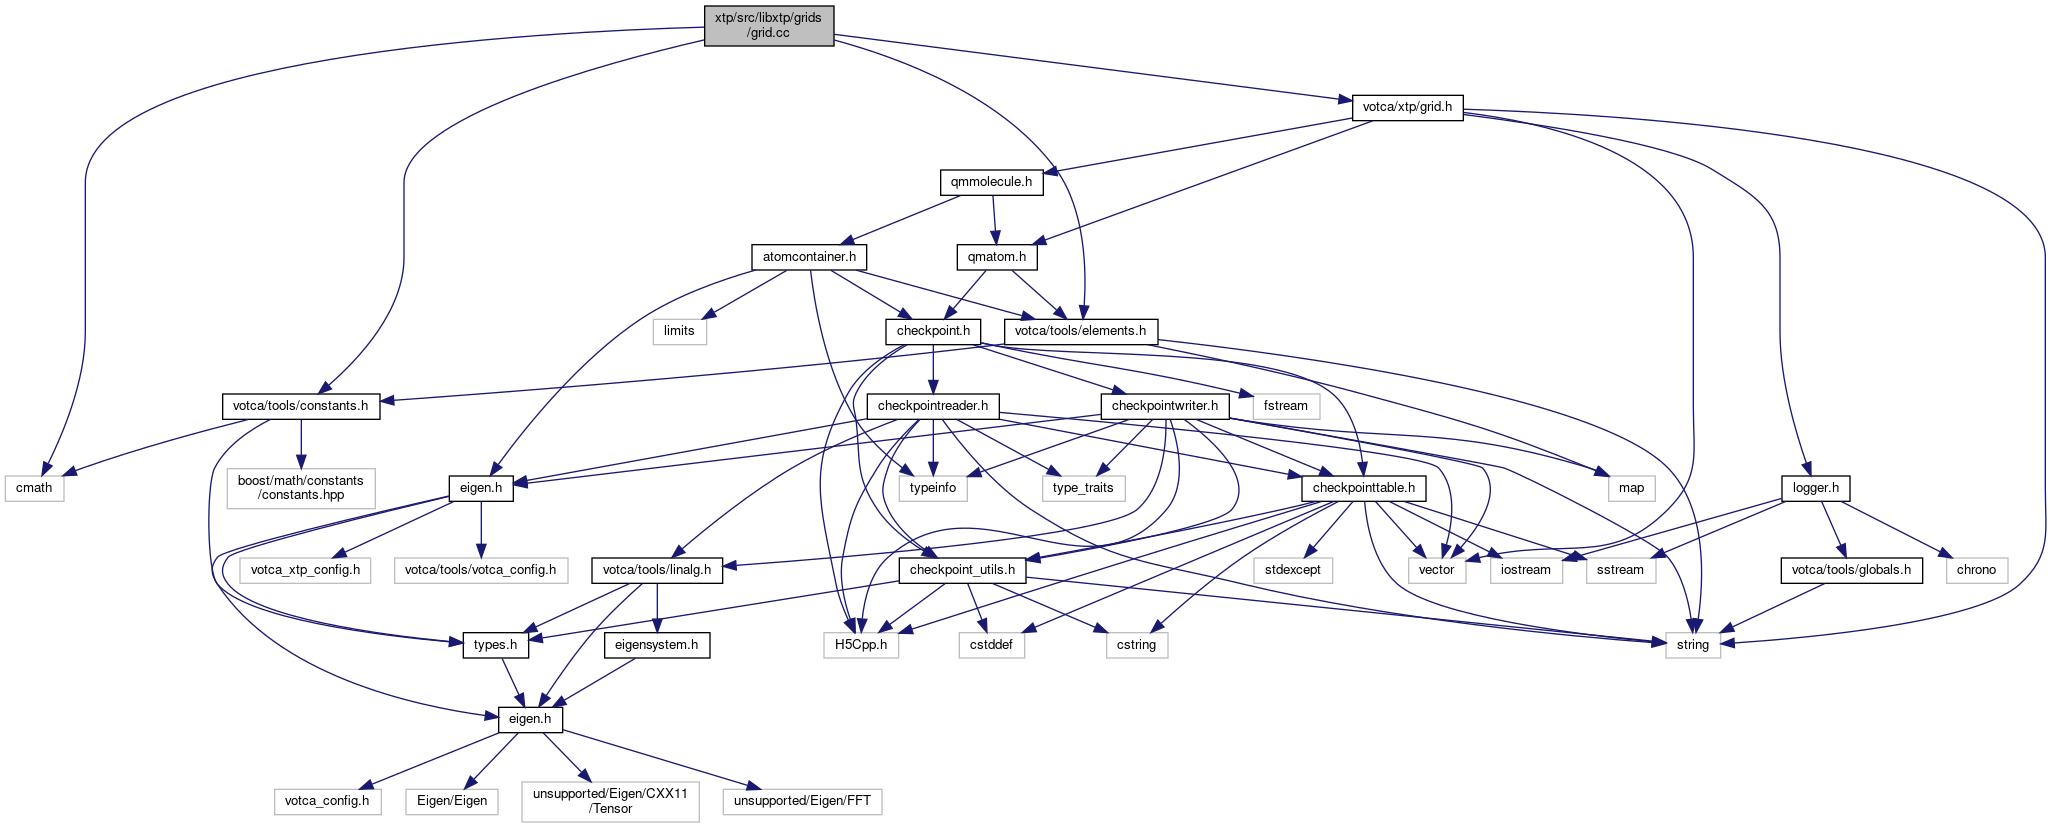 xtp/src/libxtp/grids
/grid.cc
votca/xtp/grid.h
qmmolecule.h
atomcontainer.h
qmatom.h
limits
checkpoint.h
votca/tools/elements.h
votca/tools/constants.h
checkpointreader.h
checkpointwriter.h
fstream
cmath
boost/math/constants
/constants.hpp
eigen.h
typeinfo
type_traits
checkpointtable.h
map
logger.h
votca_xtp_config.h
votca/tools/votca_config.h
votca/tools/linalg.h
checkpoint_utils.h
stdexcept
vector
iostream
sstream
votca/tools/globals.h
chrono
types.h
eigensystem.h
H5Cpp.h
cstddef
cstring
string
eigen.h
votca_config.h
Eigen/Eigen
unsupported/Eigen/CXX11
/Tensor
unsupported/Eigen/FFT